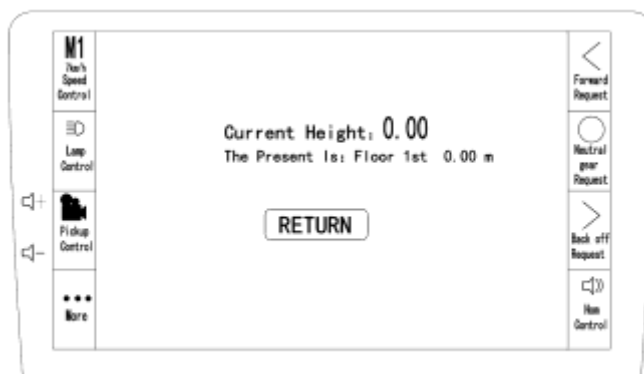 M1
7km/h
Speed
Control
Lamp
Control
Pickup
Control
More
Current Height: 0.00
The Present Is: Floor 1st 0.00 m
RETURN
Forward
Request
Neutral
gear
Request
Back off
Request
Control